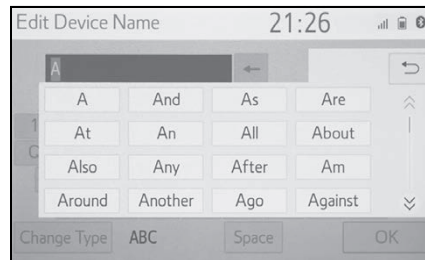 Edit Device Name 21:26
A
A And As Are
At An All About
Also Any After Am
Around Another Ago Against
Change Type ABC Space OK